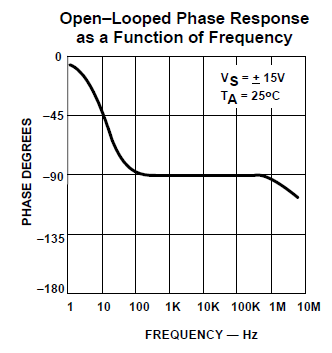 Open–Looped Phase Response
as a Function of Frequency
VS = ± 15V
TA = 25ºC
PHASE DEGREES
0
–45
–90
–135
–180
1 10 100 1K 10K 100K 1M 10M
FREQUENCY — Hz